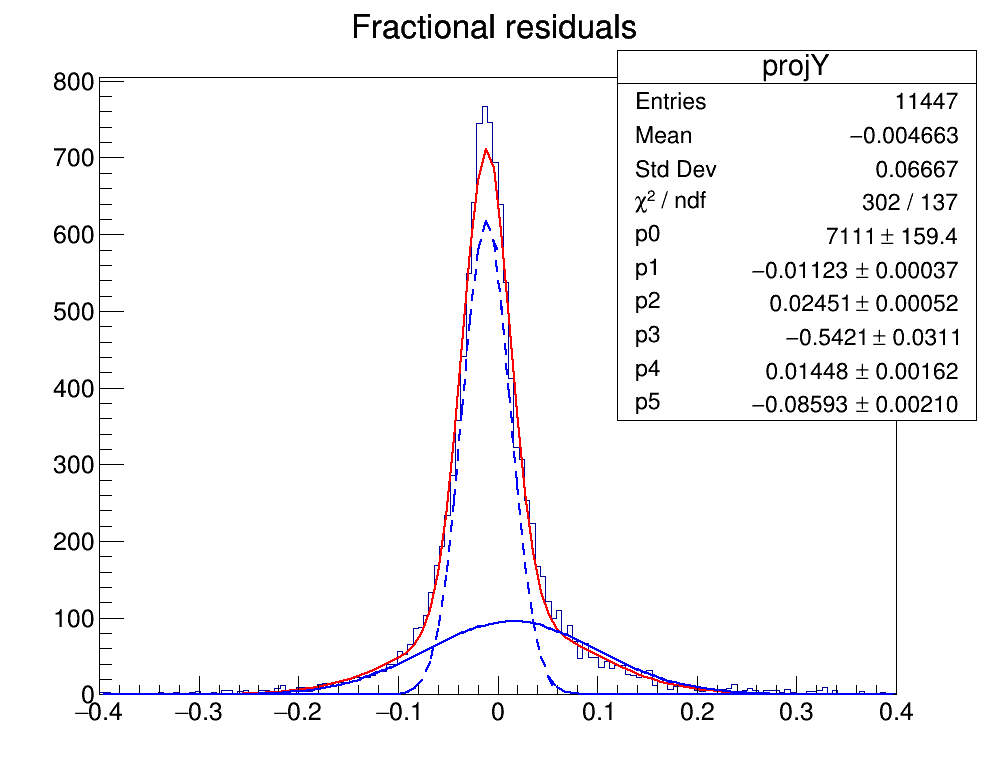 Fractional residuals
projY
Entries 11447
Mean −0.004663
Std Dev 0.06667
χ² / ndf 302 / 137
p0 7111 ± 159.4
p1 −0.01123 ± 0.00037
p2 0.02451 ± 0.00052
p3 −0.5421 ± 0.0311
p4 0.01448 ± 0.00162
p5 −0.08593 ± 0.00210
800
700
600
500
400
300
200
100
0
−0.4 −0.3 −0.2 −0.1 0 0.1 0.2 0.3 0.4